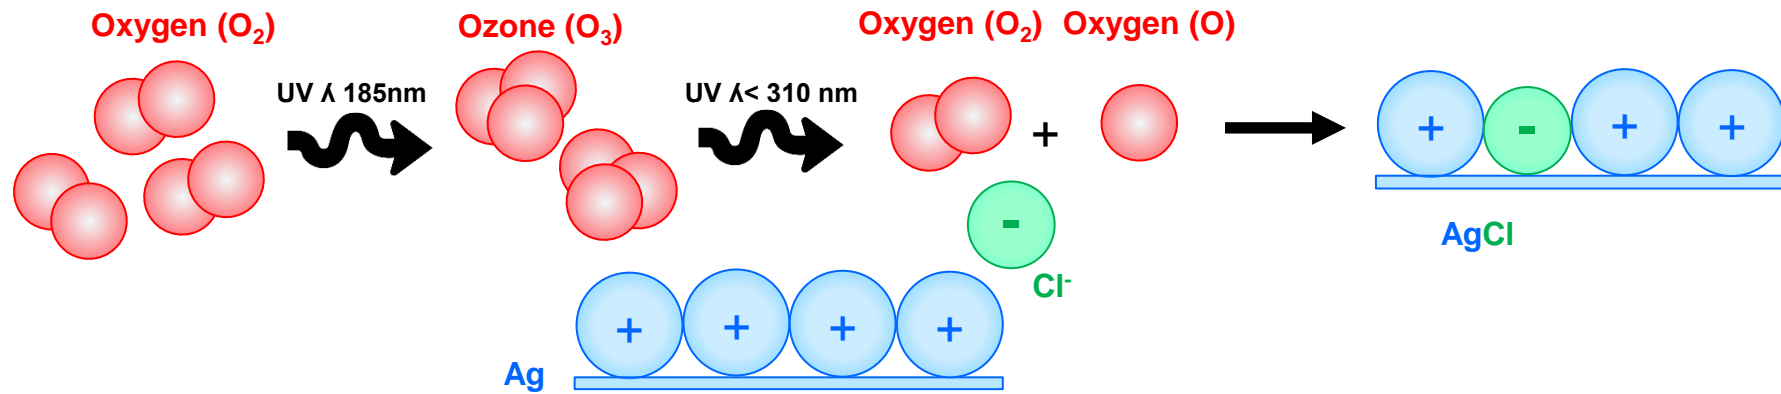 Oxygen (O₂)
UV ʎ 185nm
Ozone (O₃)
UV ʎ< 310 nm
Oxygen (O₂) Oxygen (O)
+
-
Cl⁻
+ + + +
Ag
+ - + +
AgCl